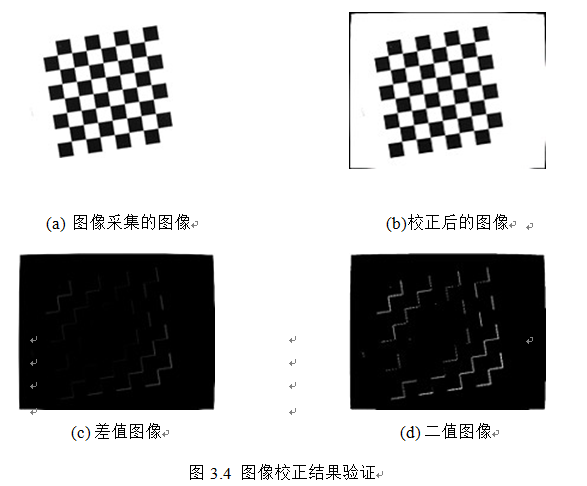 (a) 图像采集的图像
(b)校正后的图像
(c) 差值图像
(d) 二值图像
图 3.4 图像校正结果验证